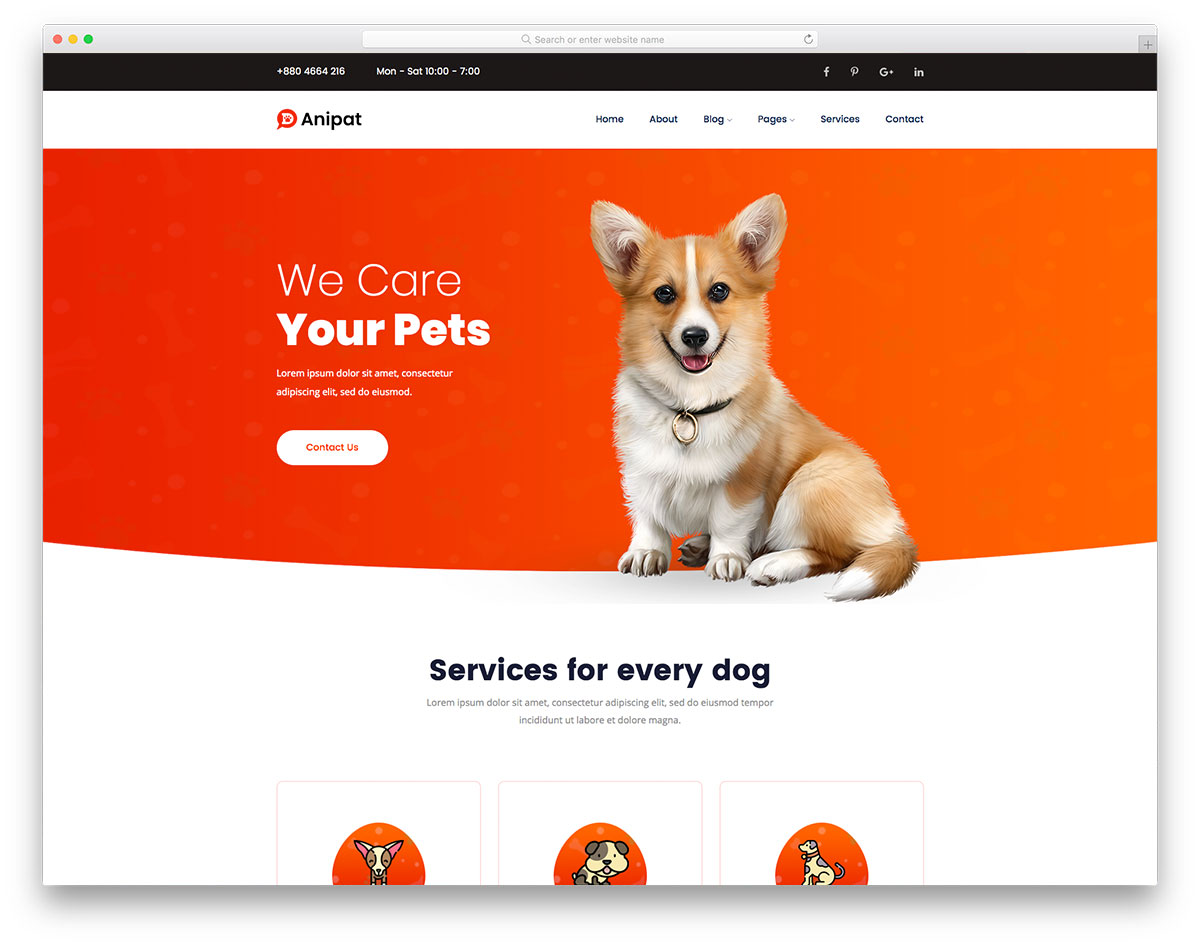 Search or enter website name
+880 4664 216 Mon - Sat 10:00 - 7:00 f G+ in
Anipat Home About Blog Pages Services Contact
We Care
Your Pets
Lorem ipsum dolor sit amet, consectetur
adipiscing elit, sed do eiusmod.
Contact Us
Services for every dog
Lorem ipsum dolor sit amet, consectetur adipiscing elit, sed do eiusmod tempor
incididunt ut labore et dolore magna.